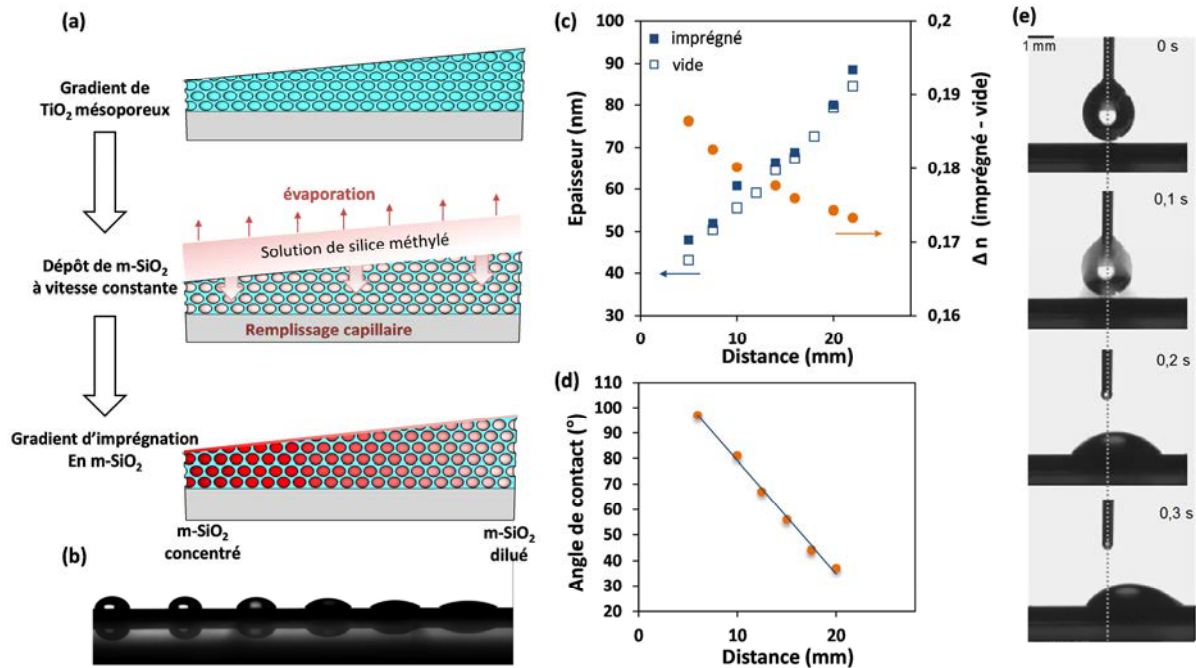 (a)
Gradient de
TiO₂ mésoporeux
évaporation
Solution de silice méthylé
Dépôt de m-SiO₂
à vitesse constante
Remplissage capillaire
Gradient d'imprégnation
En m-SiO₂
m-SiO₂
concentré
m-SiO₂
dilué
(b)
(c)
imprégné
vide
Epaisseur (nm)
100
90
80
70
60
50
40
30
0,2
0,19
0,18
0,17
0,16
Δ n (imprégné - vide)
0
10
20
Distance (mm)
(d)
Angle de contact (°)
110
100
90
80
70
60
50
40
30
20
0
10
20
Distance (mm)
(e)
1 mm
0 s
0,1 s
0,2 s
0,3 s